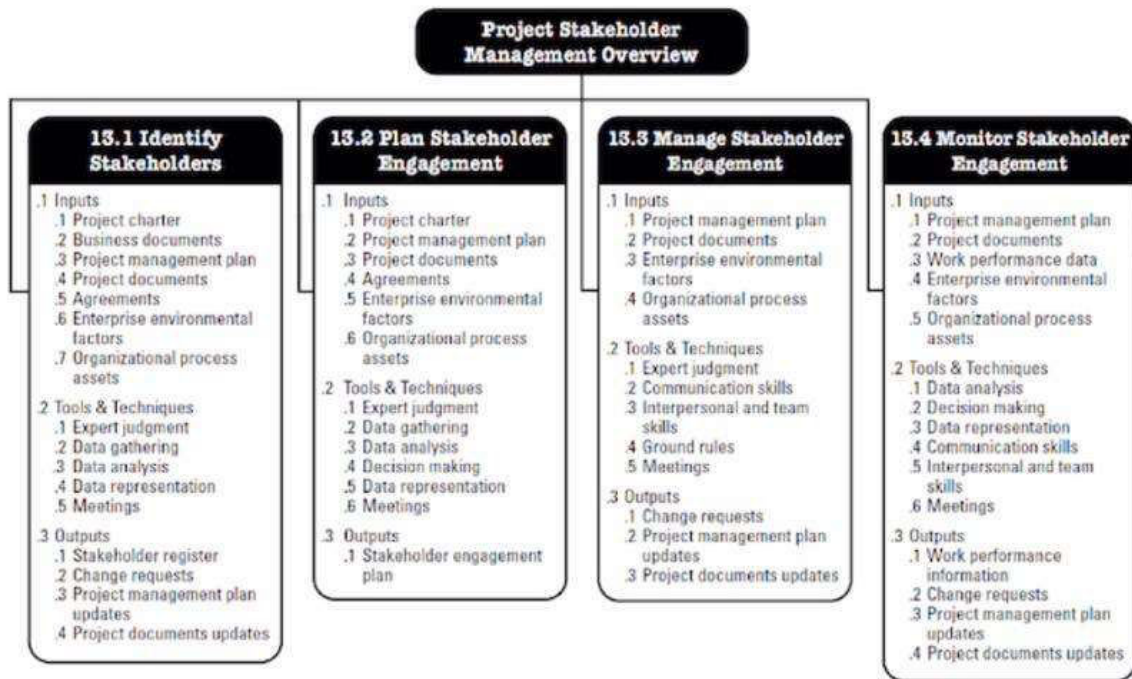 Project Stakeholder
Management Overview
13.1 Identify
Stakeholders
.1 Inputs
.1 Project charter
.2 Business documents
.3 Project management plan
.4 Project documents
.5 Agreements
.6 Enterprise environmental
factors
.7 Organizational process
assets
.2 Tools & Techniques
.1 Expert judgment
.2 Data gathering
.3 Data analysis
.4 Data representation
.5 Meetings
.3 Outputs
.1 Stakeholder register
.2 Change requests
.3 Project management plan
updates
.4 Project documents updates
13.2 Plan Stakeholder
Engagement
.1 Inputs
.1 Project charter
.2 Project management plan
.3 Project documents
.4 Agreements
.5 Enterprise environmental
factors
.6 Organizational process
assets
.2 Tools & Techniques
.1 Expert judgment
.2 Data gathering
.3 Data analysis
.4 Decision making
.5 Data representation
.6 Meetings
.3 Outputs
.1 Stakeholder engagement
plan
13.3 Manage Stakeholder
Engagement
.1 Inputs
.1 Project management plan
.2 Project documents
.3 Enterprise environmental
factors
.4 Organizational process
assets
.2 Tools & Techniques
.1 Expert judgment
.2 Communication skills
.3 Interpersonal and team
skills
.4 Ground rules
.5 Meetings
.3 Outputs
.1 Change requests
.2 Project management plan
updates
.3 Project documents updates
13.4 Monitor Stakeholder
Engagement
.1 Inputs
.1 Project management plan
.2 Project documents
.3 Work performance data
.4 Enterprise environmental
factors
.5 Organizational process
assets
.2 Tools & Techniques
.1 Data analysis
.2 Decision making
.3 Data representation
.4 Communication skills
.5 Interpersonal and team
skills
.6 Meetings
.3 Outputs
.1 Work performance
information
.2 Change requests
.3 Project management plan
updates
.4 Project documents updates